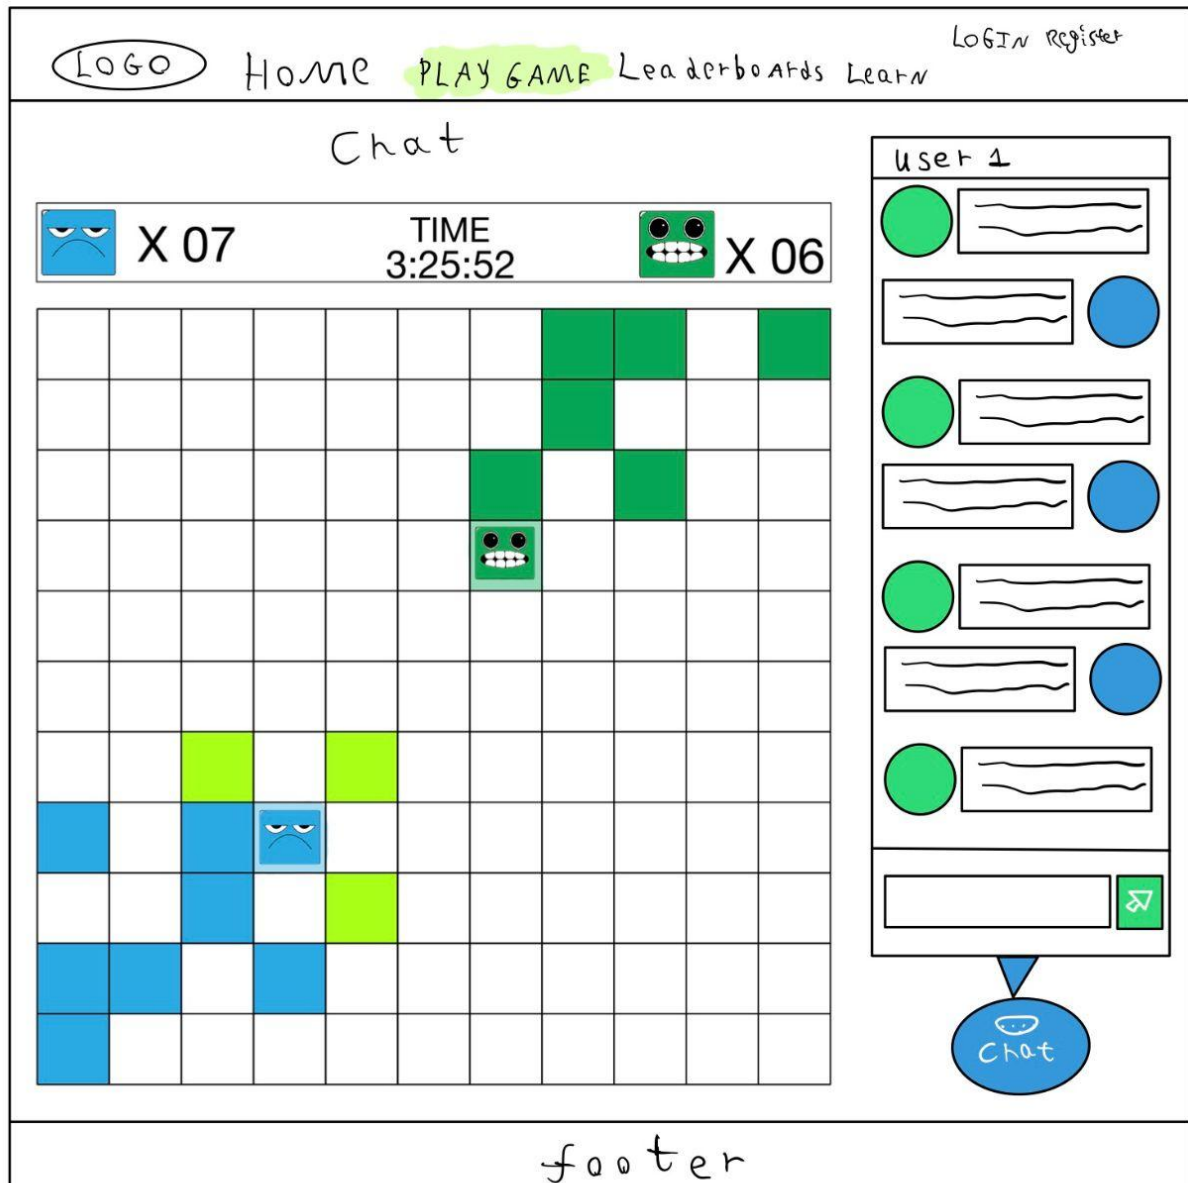 LOGIN Register
LOGO Home PLAY GAME Leaderboards Learn
Chat
user 1
X 07
TIME
3:25:52
X 06
Chat
footer